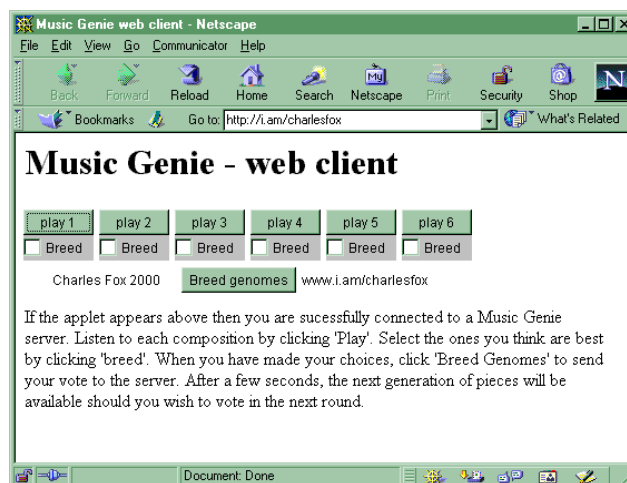 Music Genie web client - Netscape
File Edit View Go Communicator Help
Back Forward Reload Home Search Netscape Print Security Shop N
Bookmarks Go to: http://i.am/charlesfox What's Related
Music Genie - web client
play 1 play 2 play 3 play 4 play 5 play 6
Breed Breed Breed Breed Breed Breed
Charles Fox 2000 Breed genomes www.i.am/charlesfox
If the applet appears above then you are sucessfully connected to a Music Genie
server. Listen to each composition by clicking 'Play'. Select the ones you think are best
by clicking 'breed'. When you have made your choices, click 'Breed Genomes' to send
your vote to the server. After a few seconds, the next generation of pieces will be
available should you wish to vote in the next round.
Document: Done